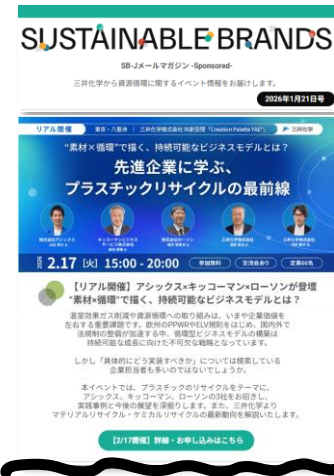 SUSTAINABLE BRANDS
SB-Jメールマガジン -Sponsored-
三井化学から資源循環に関するイベント情報をお届けします。
2026年1月21日号
リアル開催 東京・八重洲 三井化学株式会社 共創空間「Creation Palette YAE」 三井化学
“素材×循環”で描く、持続可能なビジネスモデルとは？
先進企業に学ぶ、
プラスチックリサイクルの最前線
株式会社アシックス
キッコーマンビジネス
サービス株式会社
株式会社ローソン
三井化学株式会社
三井化学株式会社
2026 2.17 [火] 15:00 - 20:00 参加無料 交流会あり 定員60名
【リアル開催】アシックス×キッコーマン×ローソンが登壇
“素材×循環”で描く、持続可能なビジネスモデルとは？
温室効果ガス削減や資源循環への取り組みは、いまや企業価値を
左右する重要課題です。欧州のPPWRやELV規則をはじめ、国内外で
法規制の整備が加速する中、循環型ビジネスモデルの構築は
持続可能な成長に向けた不可欠な戦略となっています。
しかし「具体的にどう実装すべきか」については模索している
企業担当者も多いのではないでしょうか。
本イベントでは、プラスチックのリサイクルをテーマに、
アシックス、キッコーマン、ローソンの3社をお招きし、
実践事例と今後の展望を深掘りします。また、三井化学より
マテリアルリサイクル・ケミカルリサイクルの最新動向を解説いたします。
【2/17開催】詳細・お申し込みはこちら